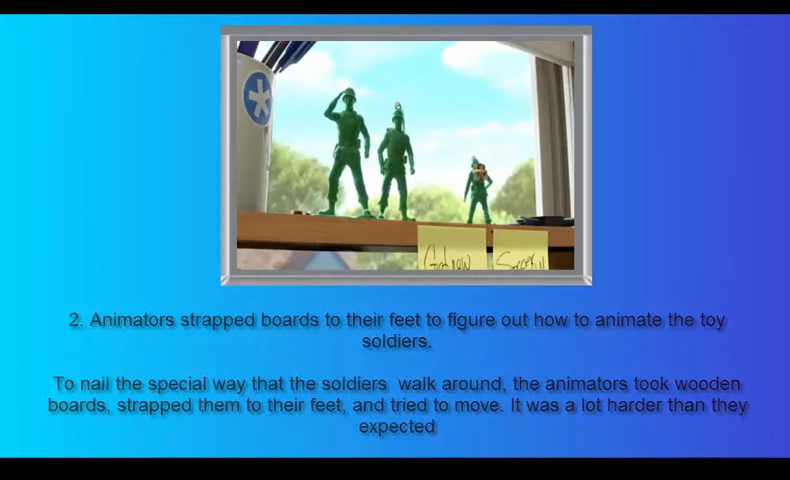 2. Animators strapped boards to their feet to figure out how to animate the toy
soldiers.
To nail the special way that the soldiers  walk around, the animators took wooden
boards, strapped them to their feet, and tried to move. It was a lot harder than they
expected